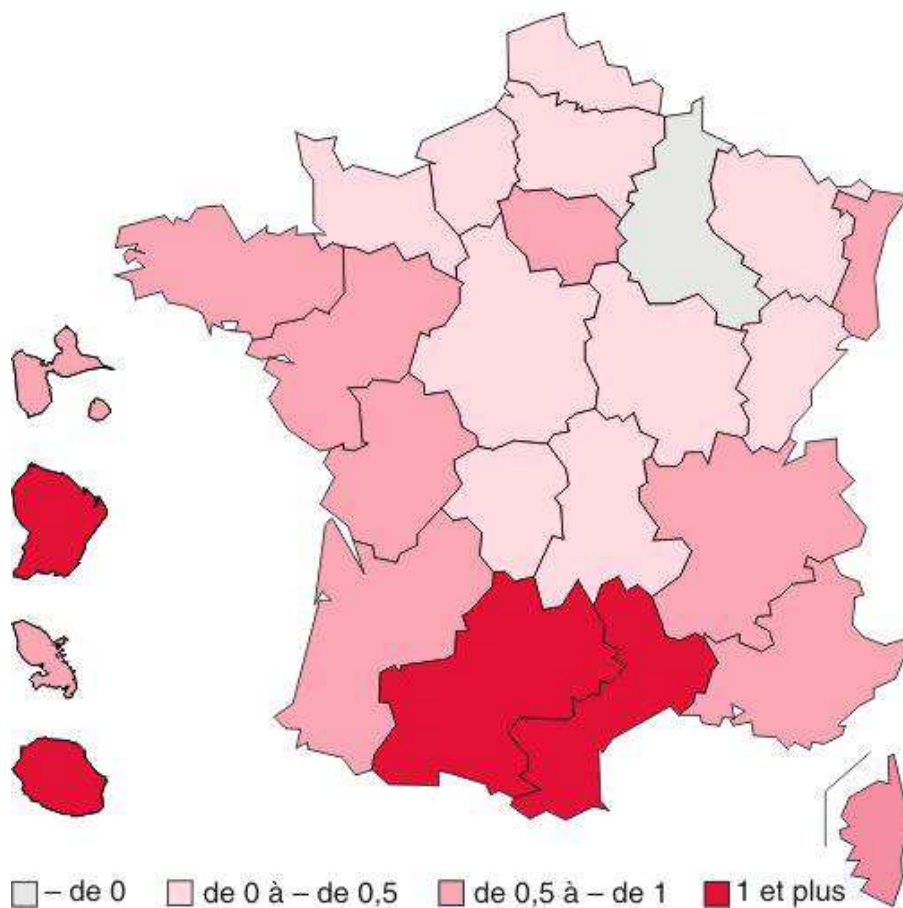 – de 0 de 0 à – de 0,5 de 0,5 à – de 1 1 et plus